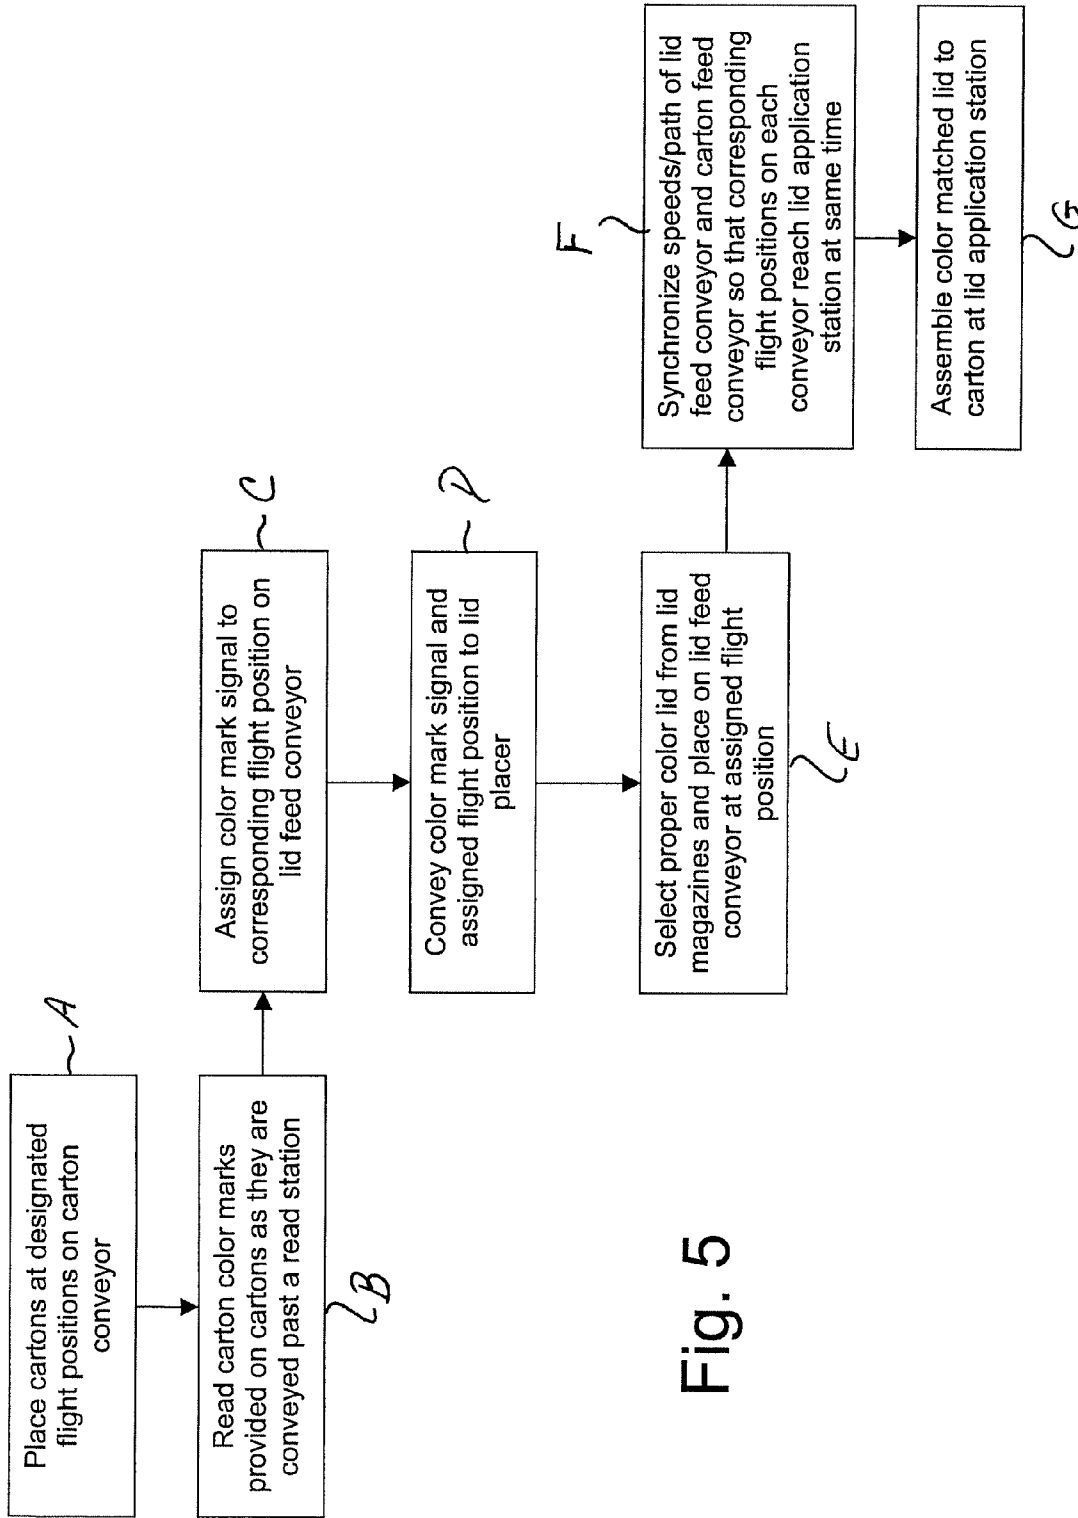 Place cartons at designated
flight positions on carton
conveyor
A
Read carton color marks
provided on cartons as they are
conveyed past a read station
B
Assign color mark signal to
corresponding flight position on
lid feed conveyor
C
Convey color mark signal and
assigned flight position to lid
placer
D
Select proper color lid from lid
magazines and place on lid feed
conveyor at assigned flight
position
E
Synchronize speeds/path of lid
feed conveyor and carton feed
conveyor so that corresponding
flight positions on each
conveyor reach lid application
station at same time
F
Assemble color matched lid to
carton at lid application station
G
Fig. 5